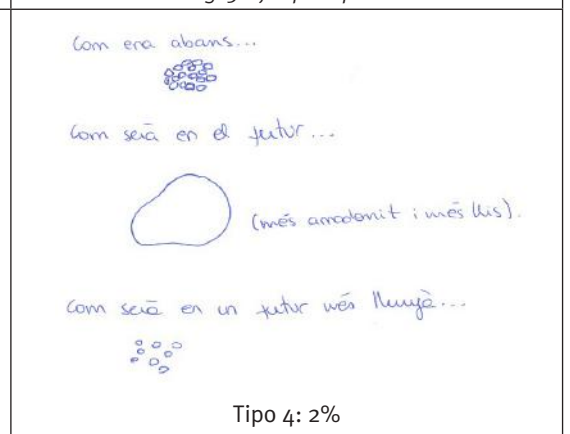 Com era abans...
Com serà en el futur...
(més arrodonit i més llis).
Com serà en un futur més llunyà...
Tipo 4: 2%